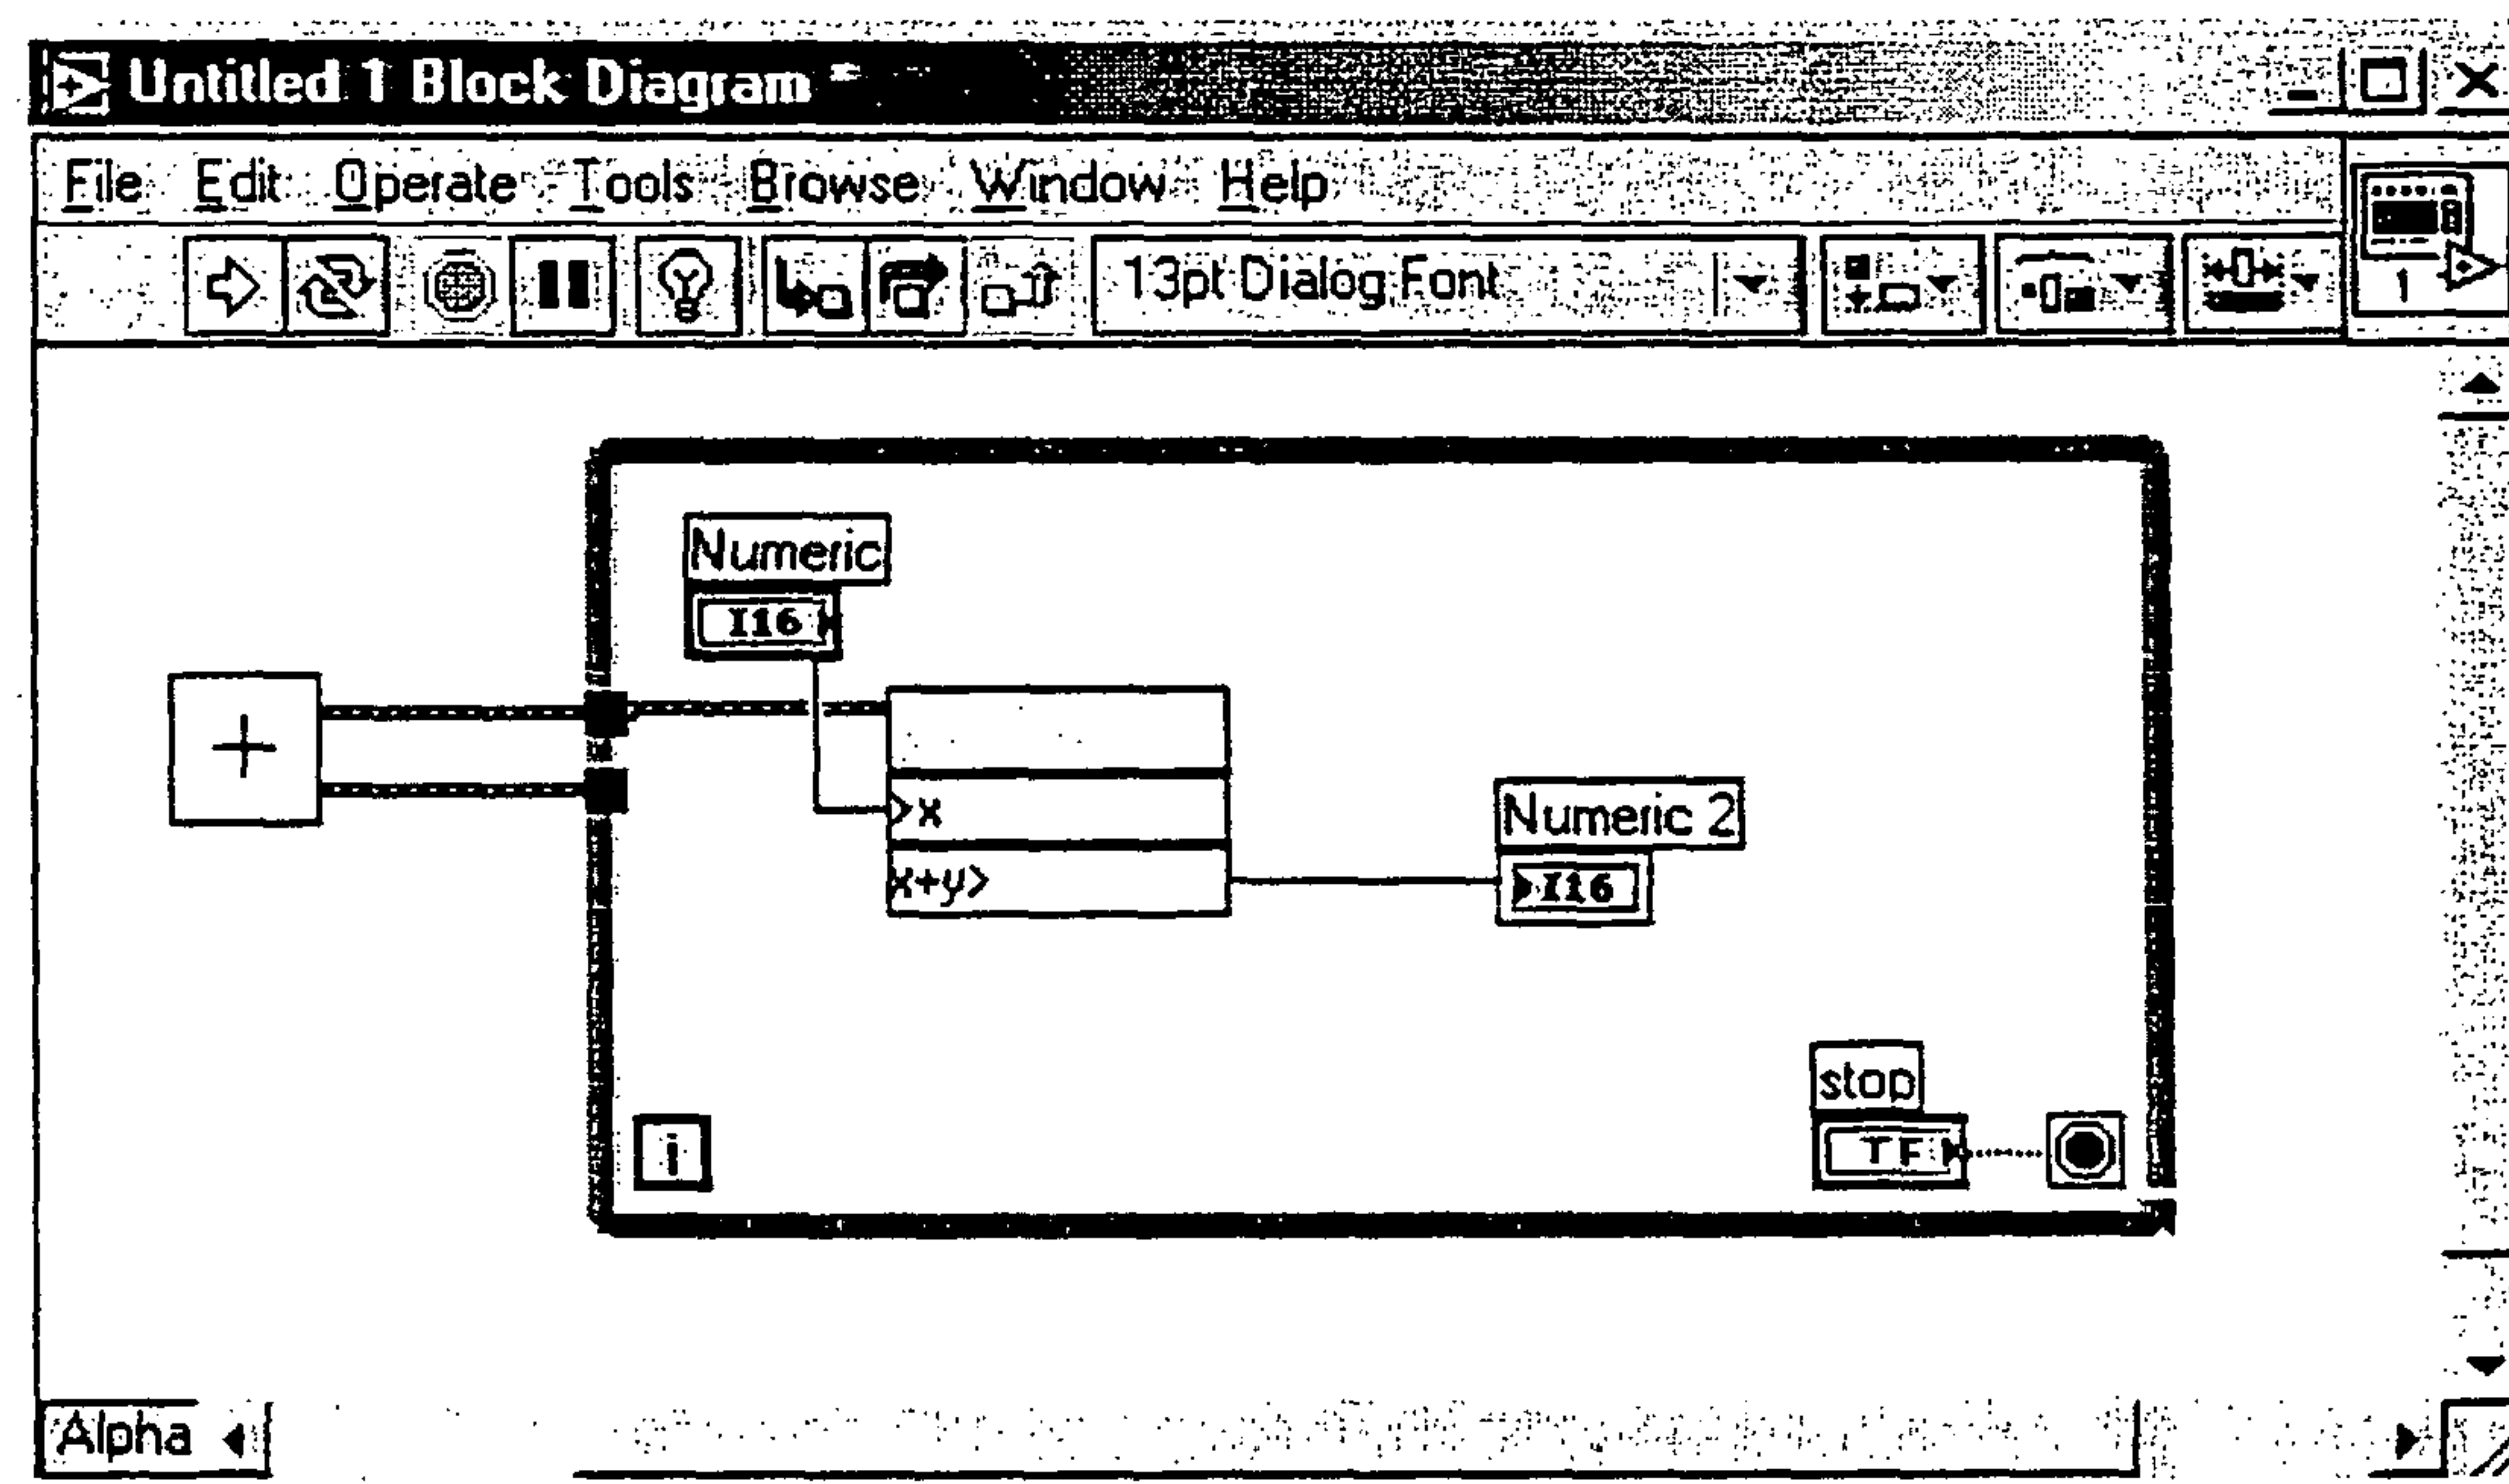 Untitled 1 Block Diagram *
File Edit Operate Tools Browse Window Help
13pt Dialog Font
1
Numeric
I16
+
>x
x+y>
Numeric 2
I16
stop
i
TF
Alpha